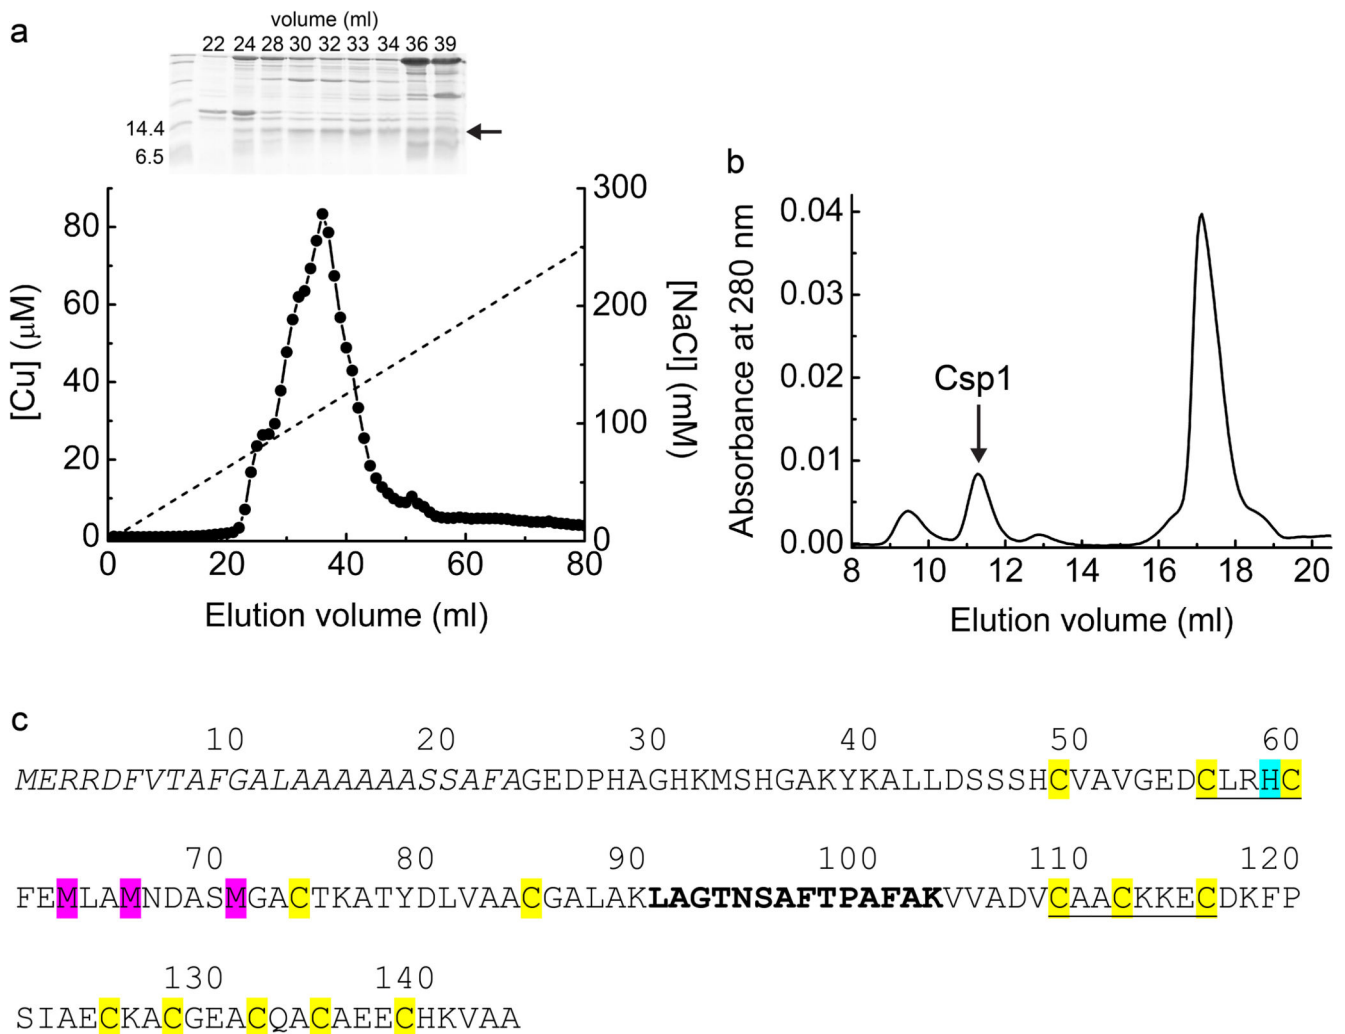 a
volume (ml)
22 24 28 30 32 33 34 36 39
14.4
6.5
80
60
40
20
0
[Cu] (μM)
300
200
100
0
[NaCl] (mM)
0 20 40 60 80
Elution volume (ml)
b
0.04
0.03
0.02
0.01
0.00
Absorbance at 280 nm
Csp1
8 10 12 14 16 18 20
Elution volume (ml)
c
10 20 30 40 50 60
MERRDFVTAFGALAAAAAASSAFAGEDPHAGHKMSHGAKYKALLDSSSHCVAVGEDCLRHC
70 80 90 100 110 120
FEMLAMNDASMGACTKATYDLVAACGALAKLAGTNSAFTPAFAKVVADVCAACKKECDKFP
130 140
SIAECKACGEACQACAEECHKVAA